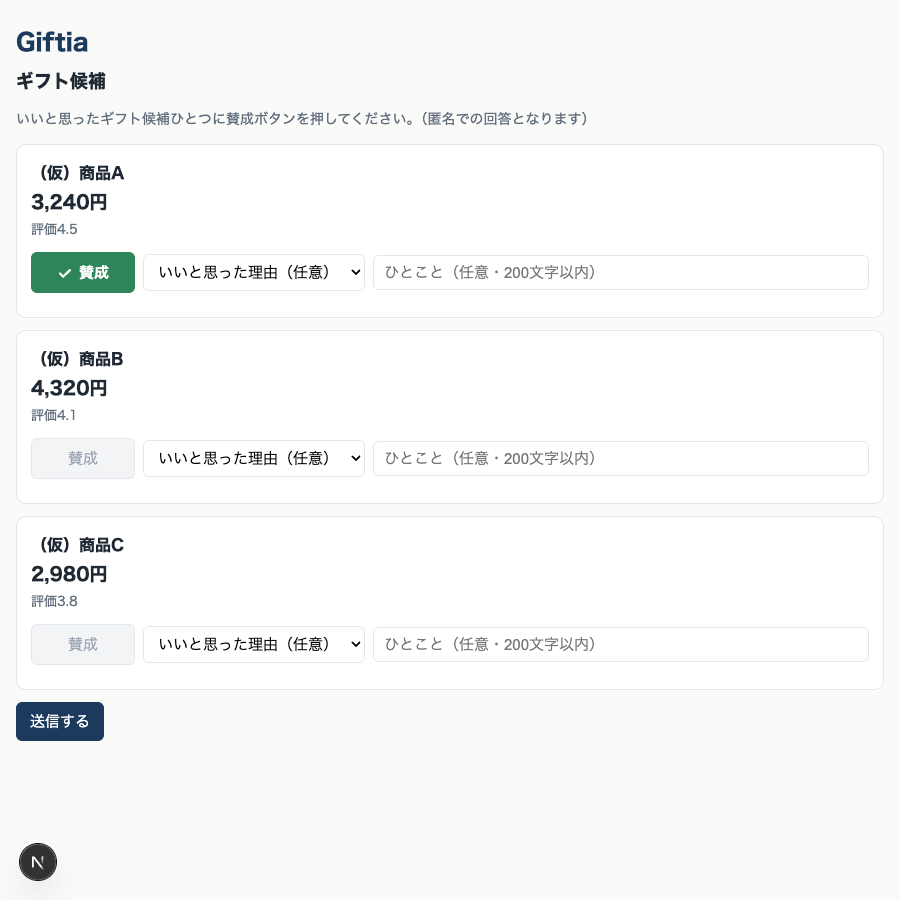 Giftia
ギフト候補
いいと思ったギフト候補ひとつに賛成ボタンを押してください。（匿名での回答となります）
（仮）商品A
3,240円
評価4.5
✓ 賛成 いいと思った理由（任意） ひとこと（任意・200文字以内）
（仮）商品B
4,320円
評価4.1
賛成 いいと思った理由（任意） ひとこと（任意・200文字以内）
（仮）商品C
2,980円
評価3.8
賛成 いいと思った理由（任意） ひとこと（任意・200文字以内）
送信する
N